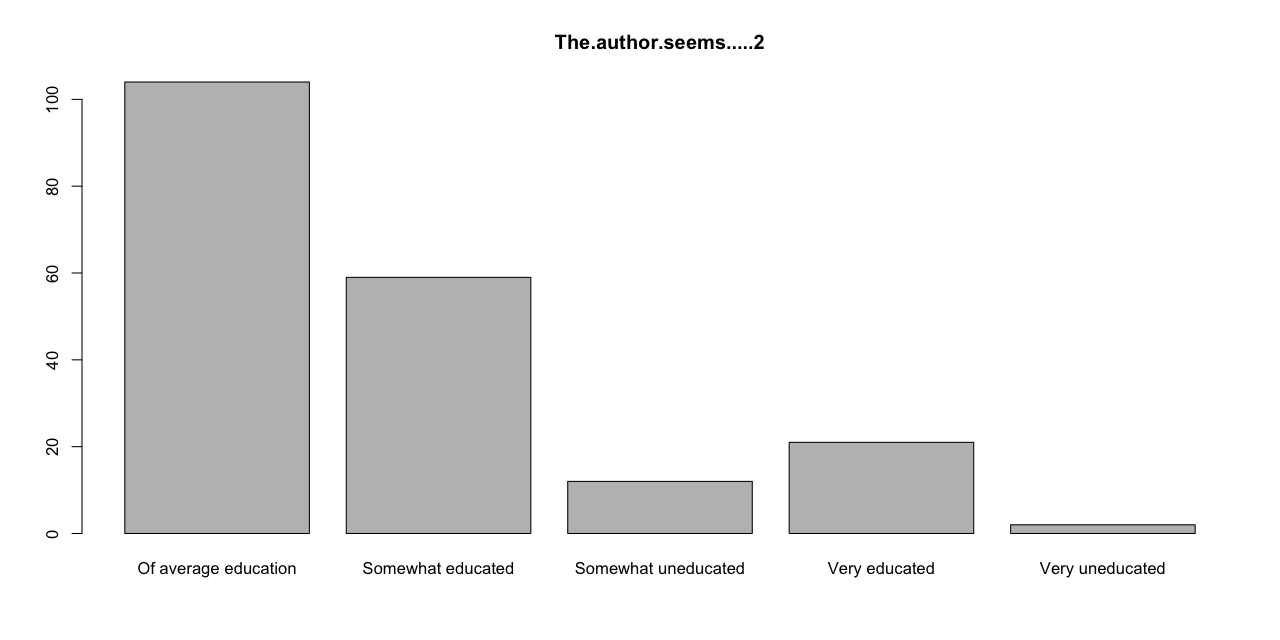 The.author.seems.....2
100
80
60
40
20
0
Of average education
Somewhat educated
Somewhat uneducated
Very educated
Very uneducated